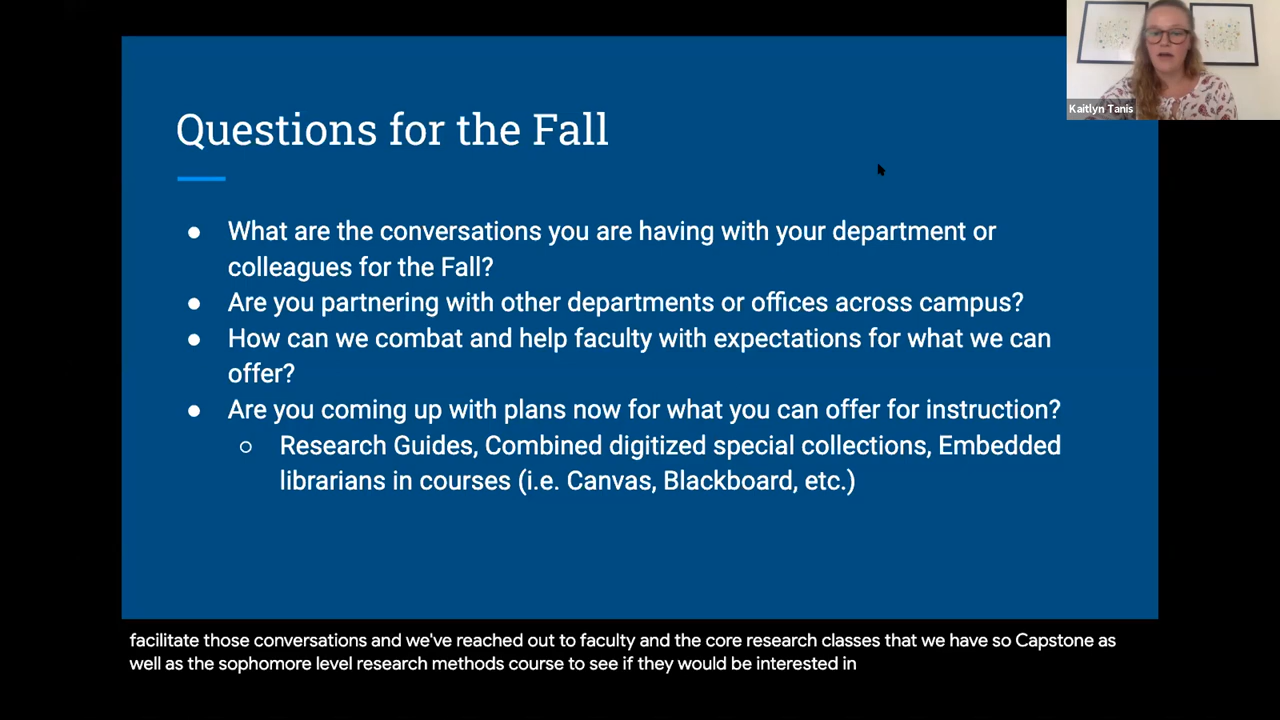 Kaitlyn Tanis
Questions for the Fall
● What are the conversations you are having with your department or
colleagues for the Fall?
● Are you partnering with other departments or offices across campus?
● How can we combat and help faculty with expectations for what we can
offer?
● Are you coming up with plans now for what you can offer for instruction?
○ Research Guides, Combined digitized special collections, Embedded
librarians in courses (i.e. Canvas, Blackboard, etc.)
facilitate those conversations and we've reached out to faculty and the core research classes that we have so Capstone as
well as the sophomore level research methods course to see if they would be interested in